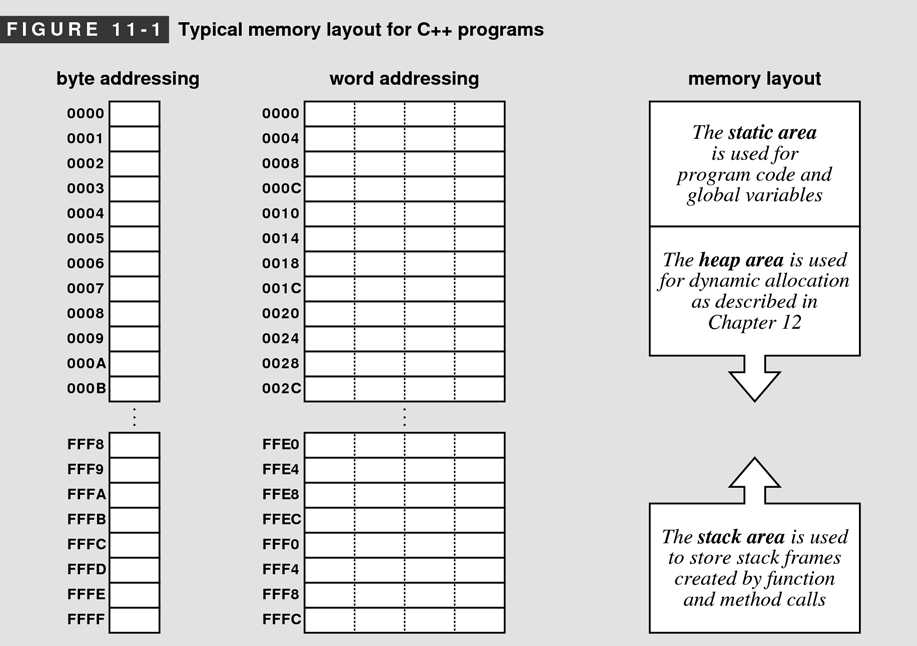 FIGURE 11-1 Typical memory layout for C++ programs
byte addressing
0000
0001
0002
0003
0004
0005
0006
0007
0008
0009
000A
000B
FFF8
FFF9
FFFA
FFFB
FFFC
FFFD
FFFE
FFFF
word addressing
0000
0004
0008
000C
0010
0014
0018
001C
0020
0024
0028
002C
FFE0
FFE4
FFE8
FFEC
FFF0
FFF4
FFF8
FFFC
memory layout
The static area
is used for
program code and
global variables
The heap area is used
for dynamic allocation
as described in
Chapter 12
The stack area is used
to store stack frames
created by function
and method calls